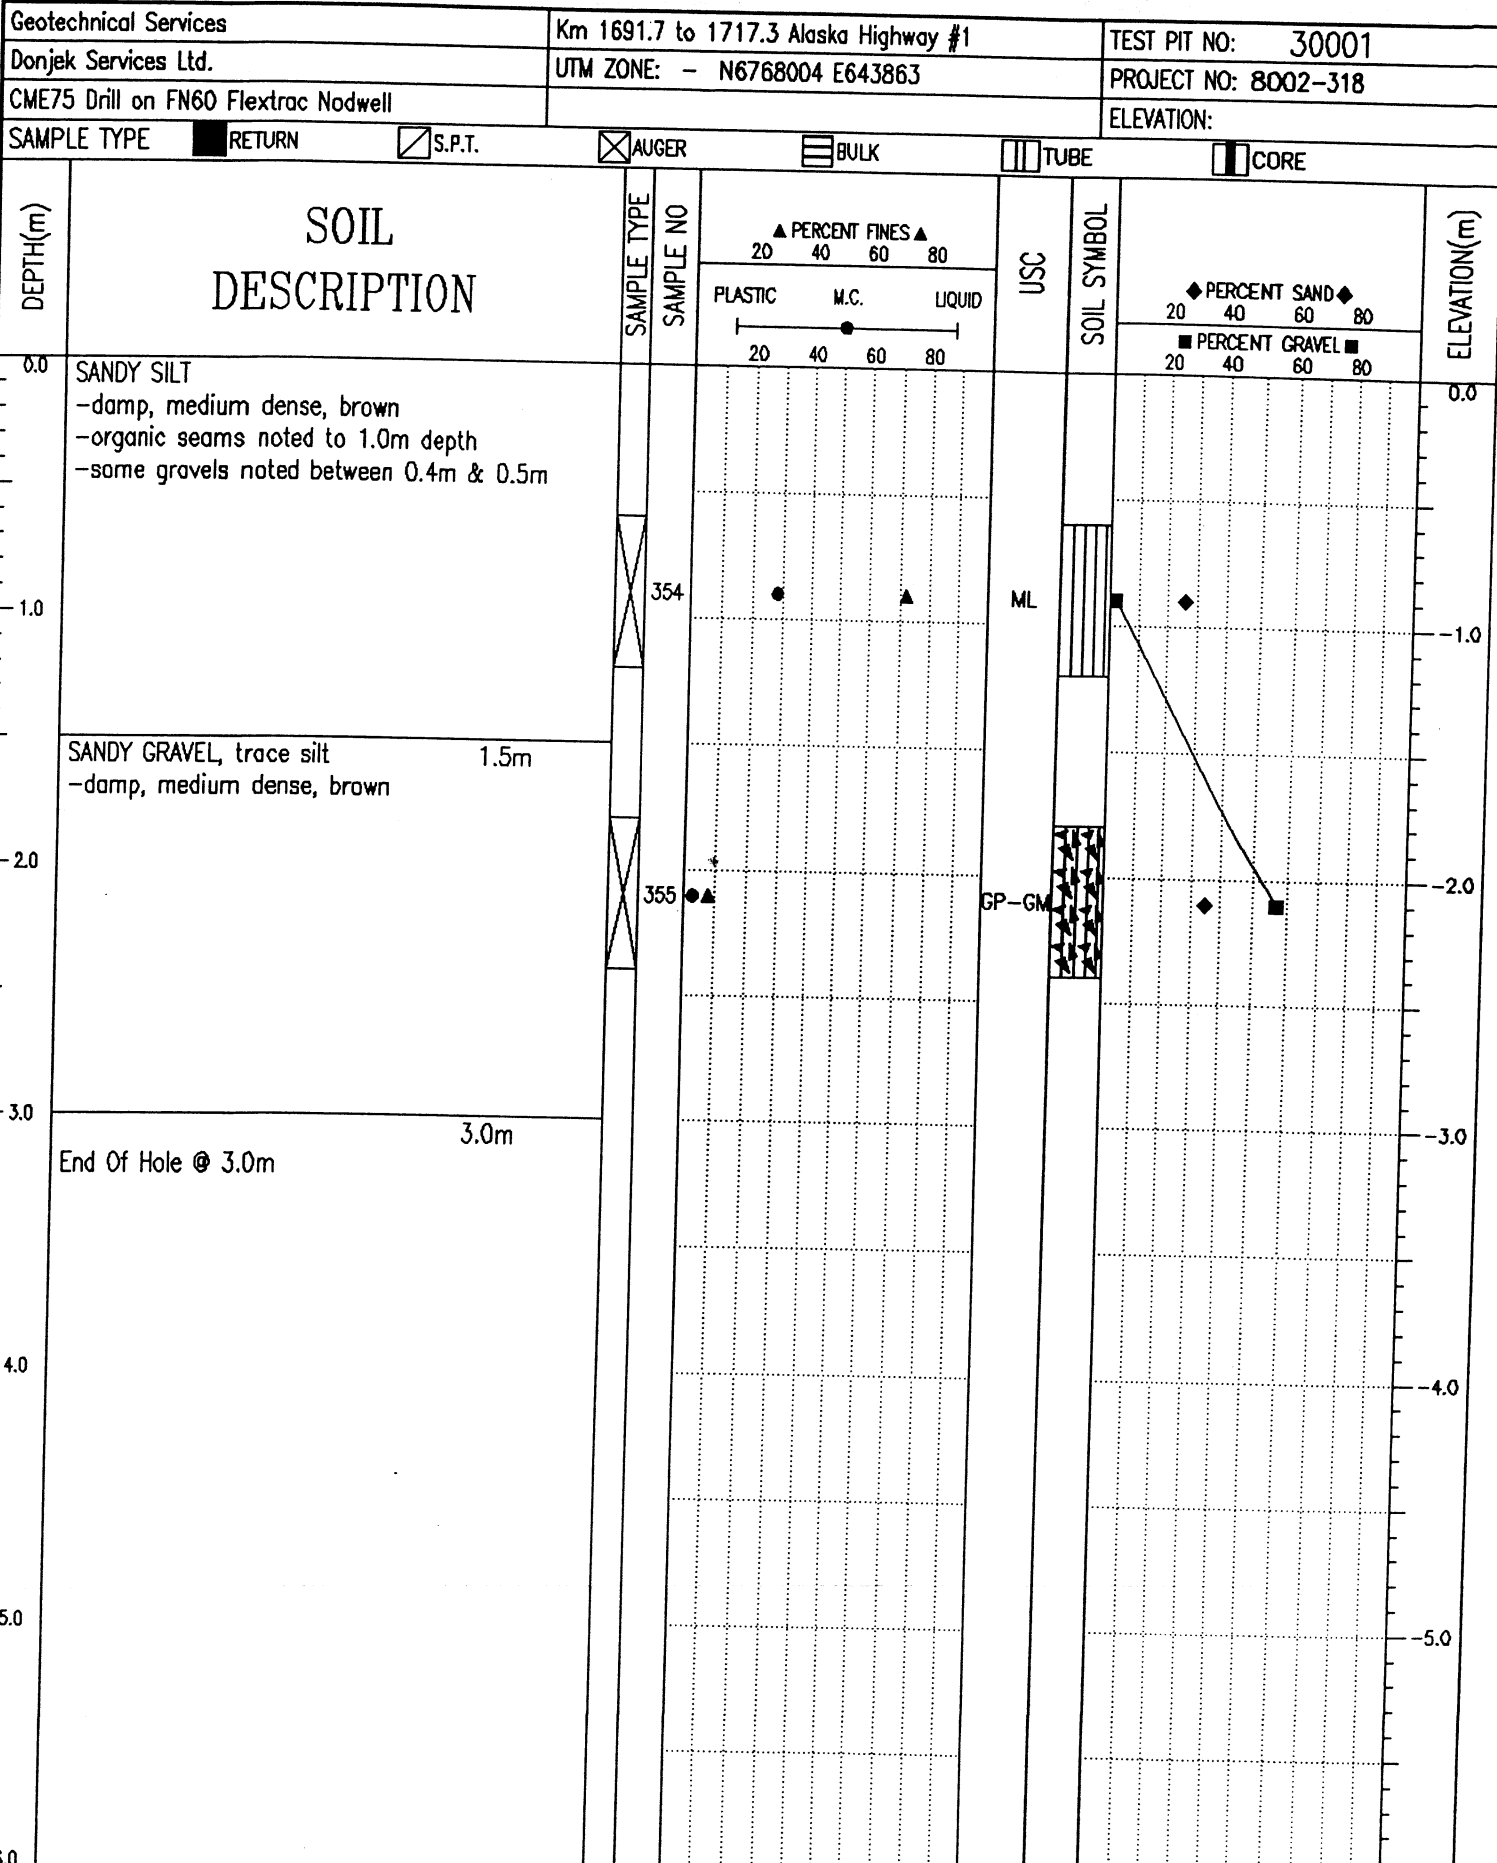 Geotechnical Services
Km 1691.7 to 1717.3 Alaska Highway #1
TEST PIT NO: 30001
Donjek Services Ltd.
UTM ZONE: - N6768004 E643863
PROJECT NO: 8002-318
CME75 Drill on FN60 Flextrac Nodwell
ELEVATION:
SAMPLE TYPE RETURN S.P.T. AUGER BULK TUBE CORE
DEPTH(m)
SOIL
DESCRIPTION
SAMPLE TYPE
SAMPLE NO
▲ PERCENT FINES ▲
20 40 60 80
PLASTIC M.C. LIQUID
20 40 60 80
USC
SOIL SYMBOL
◆ PERCENT SAND ◆
20 40 60 80
■ PERCENT GRAVEL ■
20 40 60 80
ELEVATION(m)
0.0
SANDY SILT
0.0
-damp, medium dense, brown
-organic seams noted to 1.0m depth
-some gravels noted between 0.4m & 0.5m
354
ML
1.0
-1.0
SANDY GRAVEL, trace silt 1.5m
-damp, medium dense, brown
2.0
355
GP-GM
-2.0
3.0
3.0m
-3.0
End Of Hole @ 3.0m
4.0
-4.0
5.0
-5.0